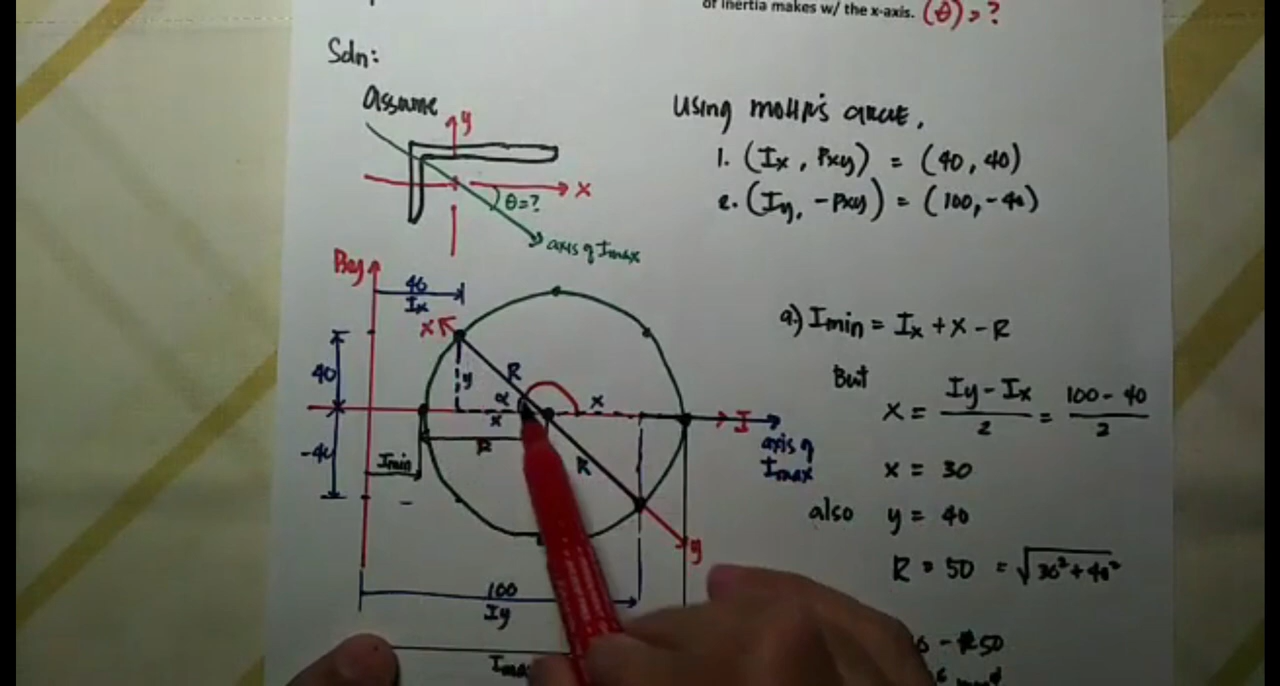 of inertia makes w/ the x-axis. (θ) = ?
Soln:
Assume
y
x
θ=?
axis of Imax
Using MOHR'S CIRCLE,
1. (Ix, Pxy) = (40, 40)
2. (Iy, -Pxy) = (100, -40)
Pxy
40
Ix
x
40
-40
R
y
α
x
x
R
R
Imin
I
axis of
Imax
y
100
Iy
a.) Imin = Ix + x - R
But
x = Iy - Ix / 2 = 100 - 40 / 2
x = 30
also y = 40
R = 50 = √30² + 40²
- 50